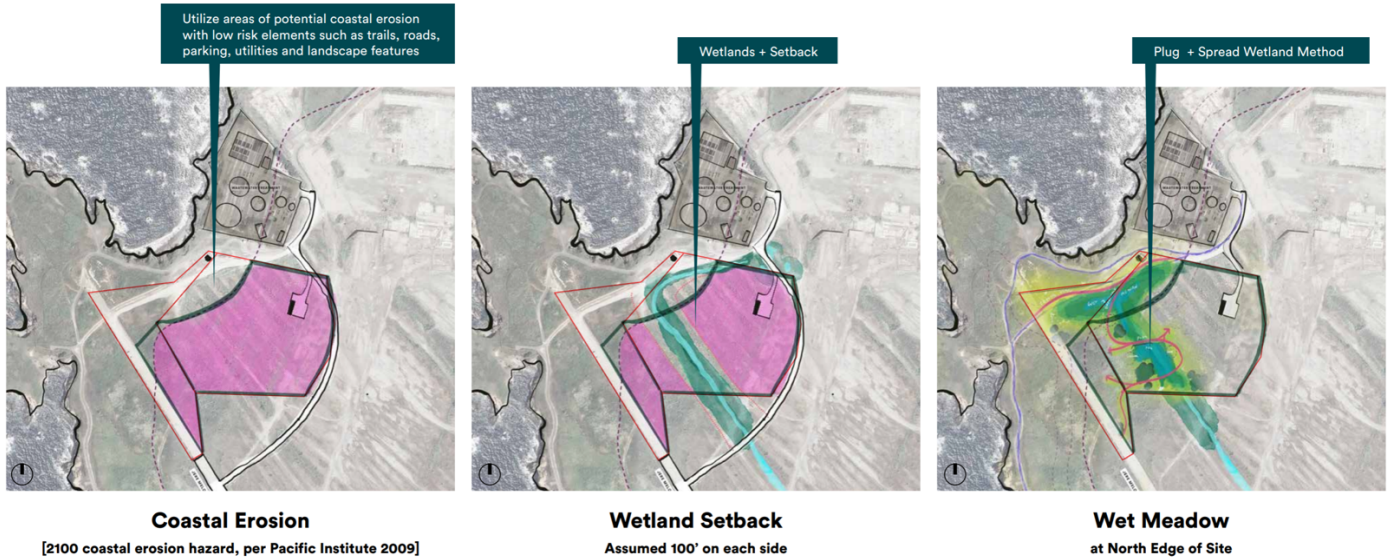 Utilize areas of potential coastal erosion
with low risk elements such as trails, roads,
parking, utilities and landscape features
Wetlands + Setback
Plug + Spread Wetland Method
Coastal Erosion
[2100 coastal erosion hazard, per Pacific Institute 2009]
Wetland Setback
Assumed 100' on each side
Wet Meadow
at North Edge of Site